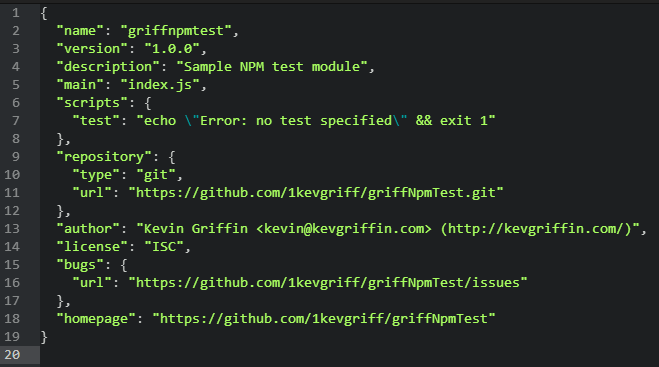 1 {
2   "name": "griffnpmtest",
3   "version": "1.0.0",
4   "description": "Sample NPM test module",
5   "main": "index.js",
6   "scripts": {
7     "test": "echo \"Error: no test specified\" && exit 1"
8   },
9   "repository": {
10     "type": "git",
11     "url": "https://github.com/1kevgriff/griffNpmTest.git"
12   },
13   "author": "Kevin Griffin <kevin@kevgriffin.com> (http://kevgriffin.com/)",
14   "license": "ISC",
15   "bugs": {
16     "url": "https://github.com/1kevgriff/griffNpmTest/issues"
17   },
18   "homepage": "https://github.com/1kevgriff/griffNpmTest"
19 }
20